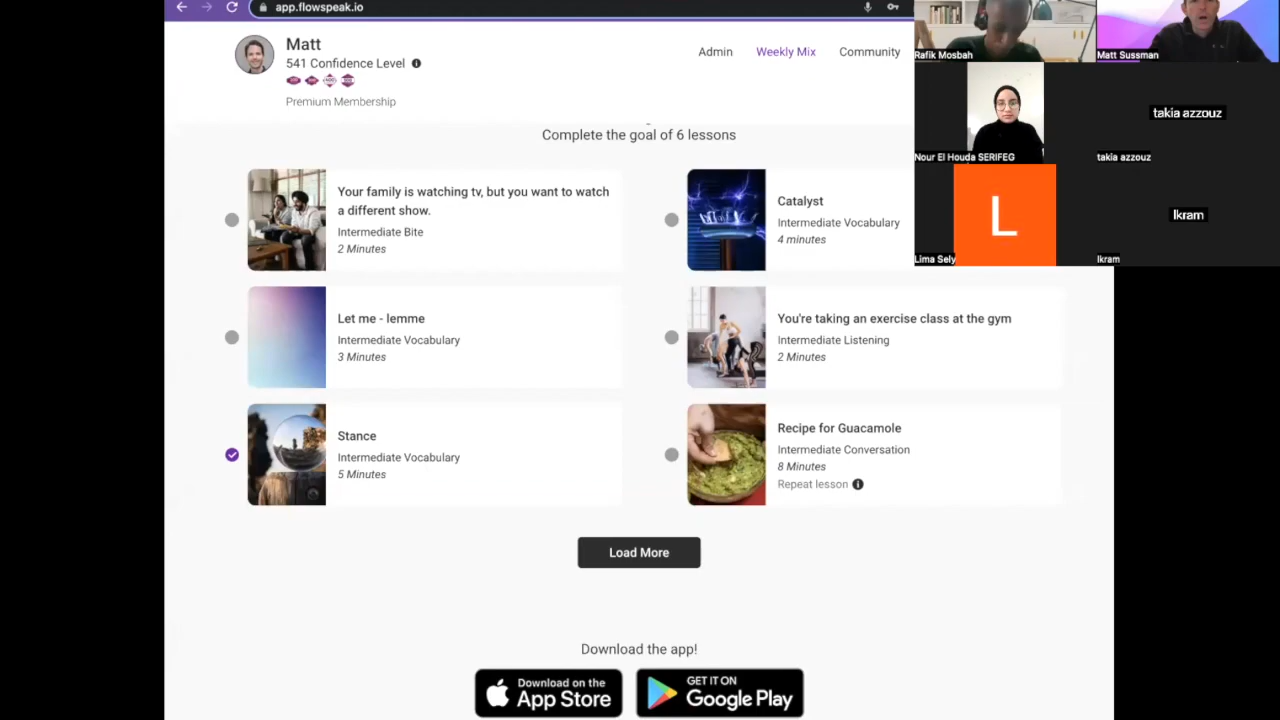 app.flowspeak.io
Matt
541 Confidence Level
Premium Membership
Admin
Weekly Mix
Community
Complete the goal of 6 lessons
Your family is watching tv, but you want to watch
a different show.
Intermediate Bite
2 Minutes
Catalyst
Intermediate Vocabulary
4 minutes
Let me - lemme
Intermediate Vocabulary
3 Minutes
You're taking an exercise class at the gym
Intermediate Listening
2 Minutes
Stance
Intermediate Vocabulary
5 Minutes
Recipe for Guacamole
Intermediate Conversation
8 Minutes
Repeat lesson
Load More
Download the app!
Download on the
App Store
GET IT ON
Google Play
Rafik Mosbah
Matt Sussman
Nour El Houda SERIFEG
takia azzouz
takia azzouz
L
Lima Sely
Ikram
Ikram